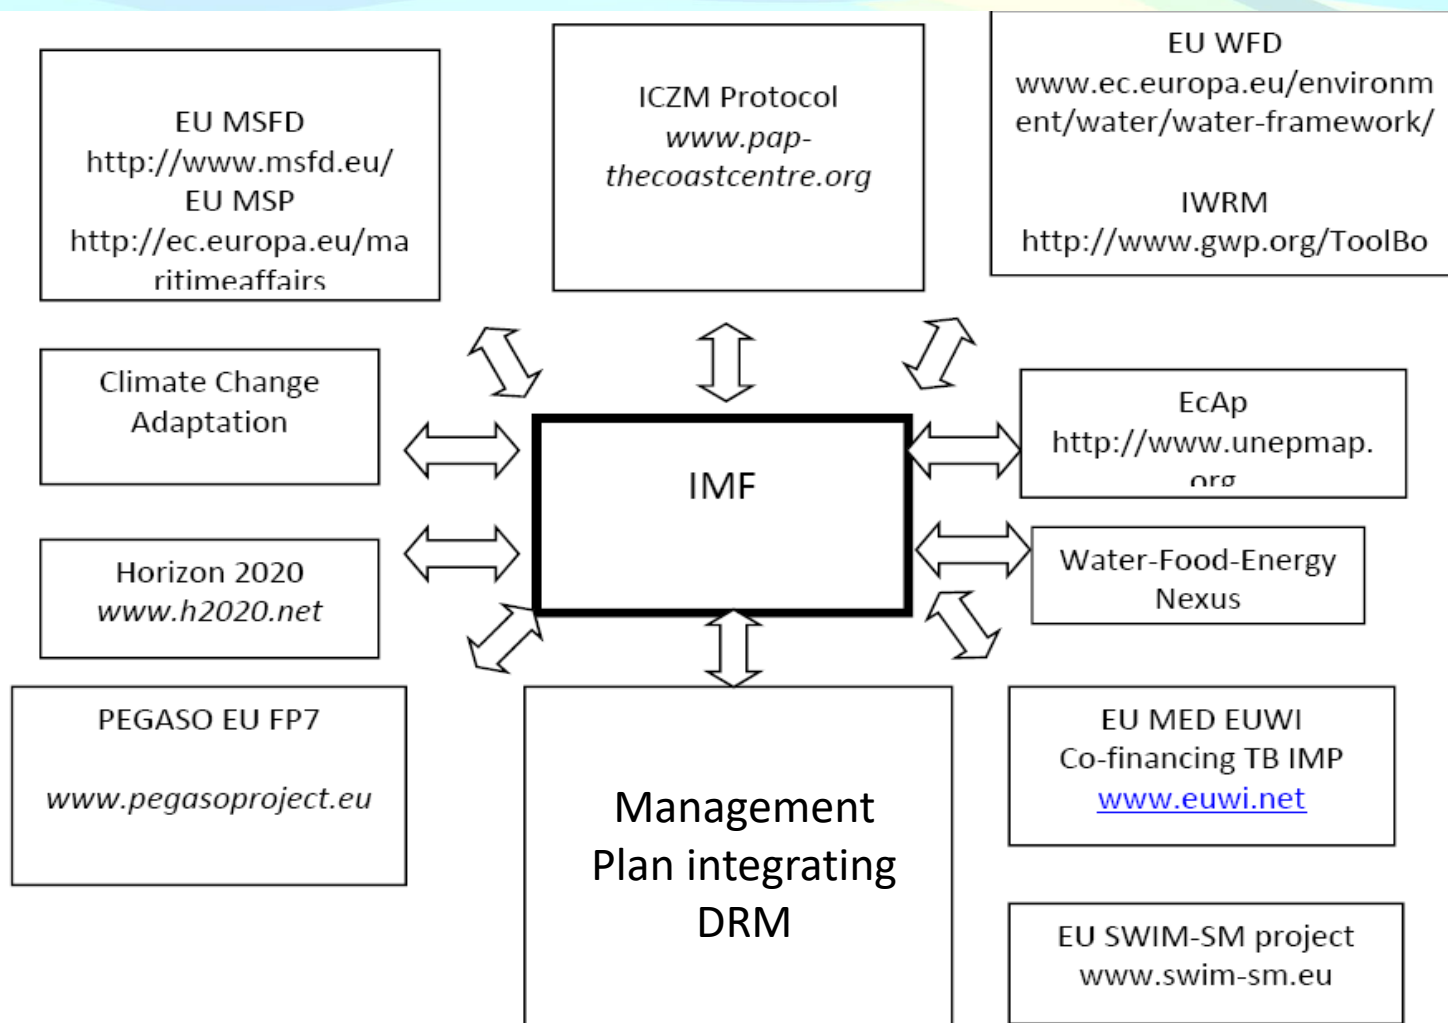 EU MSFD
http://www.msfd.eu/
EU MSP
http://ec.europa.eu/ma
ritimeaffairs
ICZM Protocol
www.pap-
thecoastcentre.org
EU WFD
www.ec.europa.eu/environm
ent/water/water-framework/
IWRM
http://www.gwp.org/ToolBo
Climate Change
Adaptation
IMF
EcAp
http://www.unepmap.
org
Horizon 2020
www.h2020.net
Water-Food-Energy
Nexus
PEGASO EU FP7
www.pegasoproject.eu
Management
Plan integrating
DRM
EU MED EUWI
Co-financing TB IMP
www.euwi.net
EU SWIM-SM project
www.swim-sm.eu